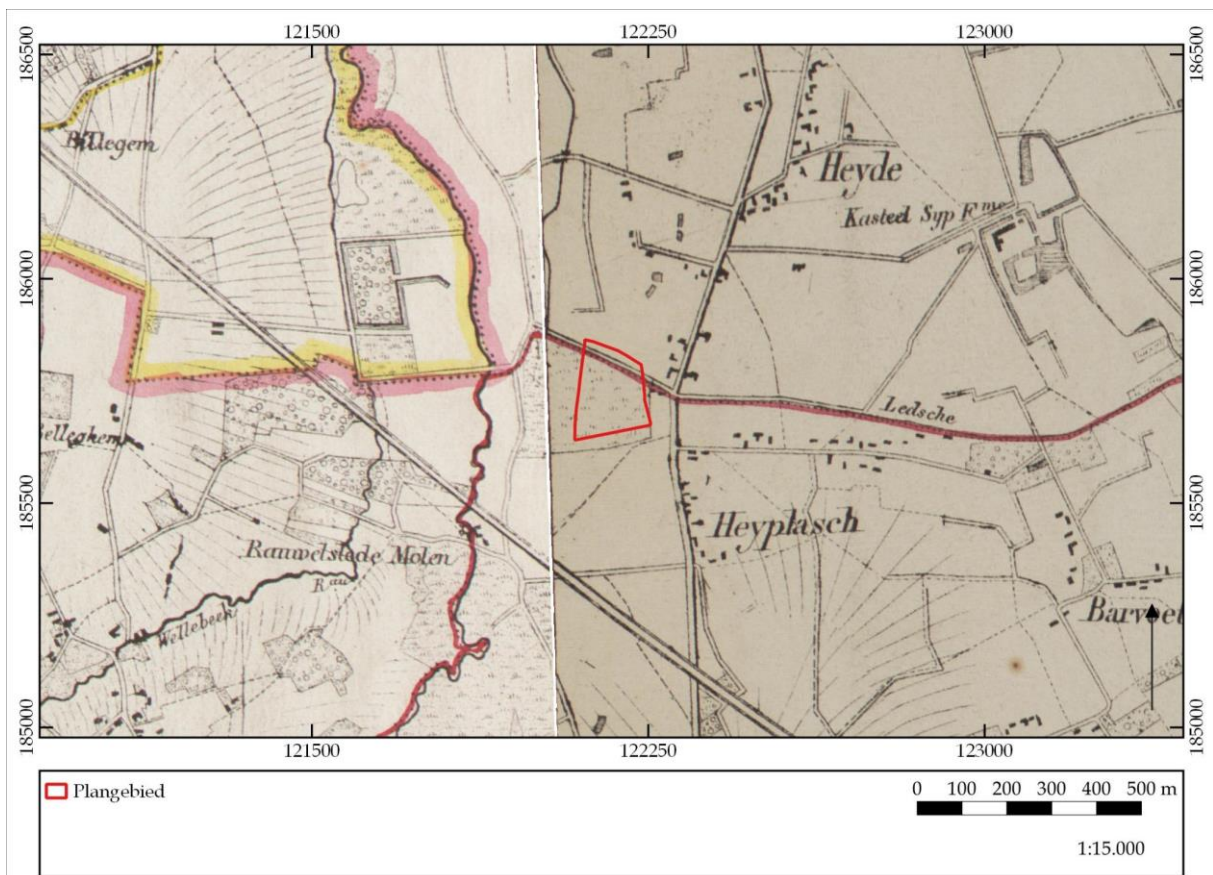 121500 122250 123000
186500 186500
Heyde
Kasteel Syp F.me
186000 186000
Ledsche
185500 185500
Heyplasch
Rauwelstede Molen
R.au
Wellebeek
185000 185000
121500 122250 123000
Plangebied
0 100 200 300 400 500 m
1:15.000